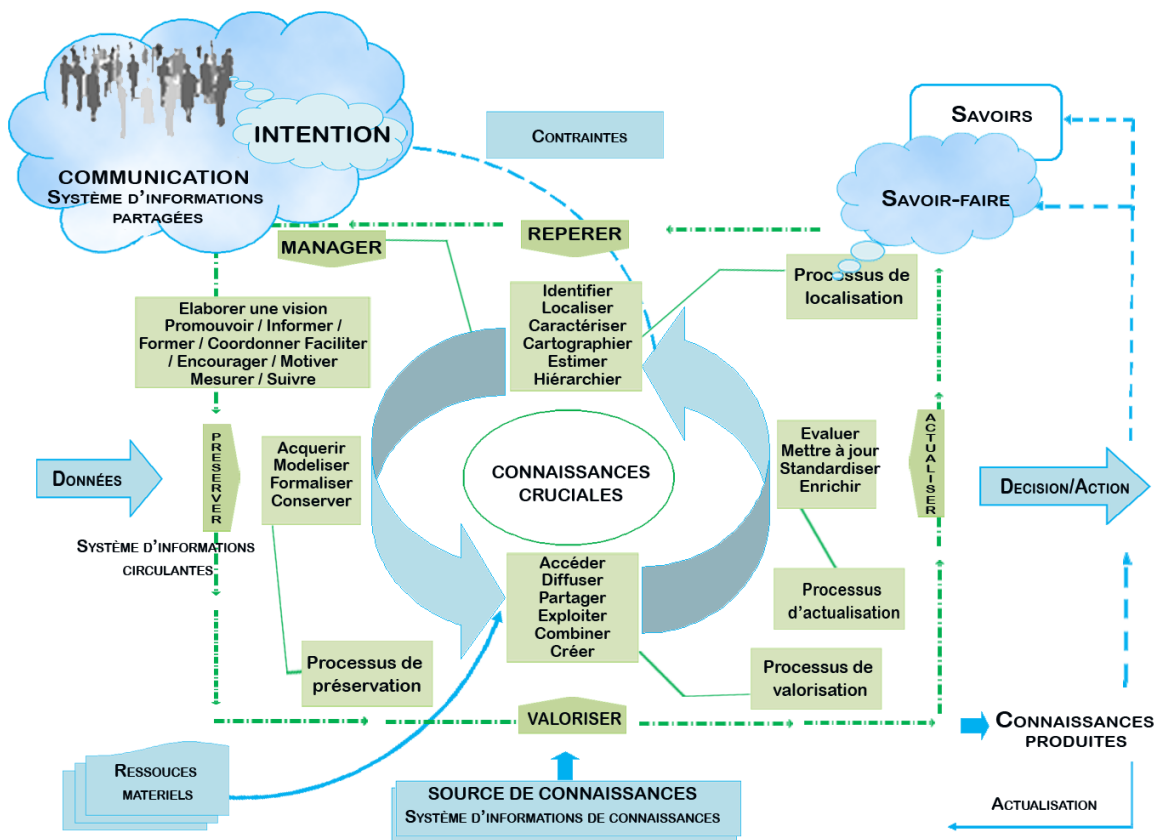 INTENTION
COMMUNICATION
SYSTÈME D'INFORMATIONS
PARTAGÉES
CONTRAINTES
SAVOIRS
SAVOIR-FAIRE
MANAGER
REPERER
Processus de
localisation
Elaborer une vision
Promouvoir / Informer /
Former / Coordonner Faciliter
/ Encourager / Motiver
Mesurer / Suivre
Identifier
Localiser
Caractériser
Cartographier
Estimer
Hiérarchier
DONNÉES
PRESERVER
Acquerir
Modeliser
Formaliser
Conserver
CONNAISSANCES
CRUCIALES
Evaluer
Mettre à jour
Standardiser
Enrichir
ACTUALISER
DECISION/ACTION
SYSTÈME D'INFORMATIONS
CIRCULANTES
Accéder
Diffuser
Partager
Exploiter
Combiner
Créer
Processus
d'actualisation
Processus de
préservation
Processus de
valorisation
VALORISER
CONNAISSANCES
PRODUITES
RESSOUCES
MATERIELS
SOURCE DE CONNAISSANCES
SYSTÈME D'INFORMATIONS DE CONNAISSANCES
ACTUALISATION